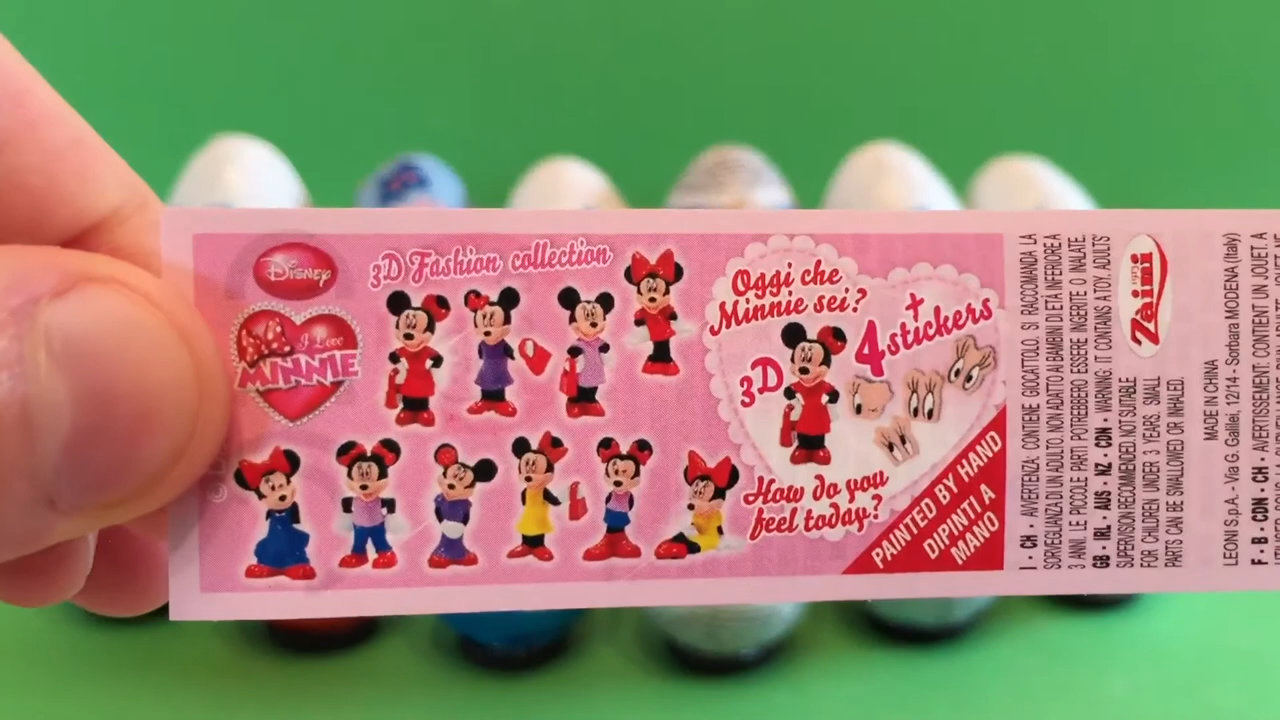 Disney
I Love
MINNIE
3D Fashion collection
Oggi che
Minnie sei?
3D
+
4 stickers
How do you
feel today?
PAINTED BY HAND
DIPINTI A
MANO
I • CH • AVVERTENZA. CONTIENE GIOCATTOLO. SI RACCOMANDA LA
SORVEGLIANZA DI UN ADULTO. NON ADATTO AI BAMBINI DI ETÀ INFERIORE A
3 ANNI. LE PICCOLE PARTI POTREBBERO ESSERE INGERITE O INALATE.
GB • IRL • AUS • NZ • CDN • WARNING: IT CONTAINS A TOY. ADULTS'
SUPERVISION RECOMMENDED. NOT SUITABLE
FOR CHILDREN UNDER 3 YEARS. SMALL
PARTS CAN BE SWALLOWED OR INHALED.
Zaini
MADE IN CHINA
LEONI S.p.A. - Via G. Galilei, 12/14 - Sorbara MODENA (Italy)
F • B • CDN • CH • AVERTISSEMENT: CONTIENT UN JOUET. A